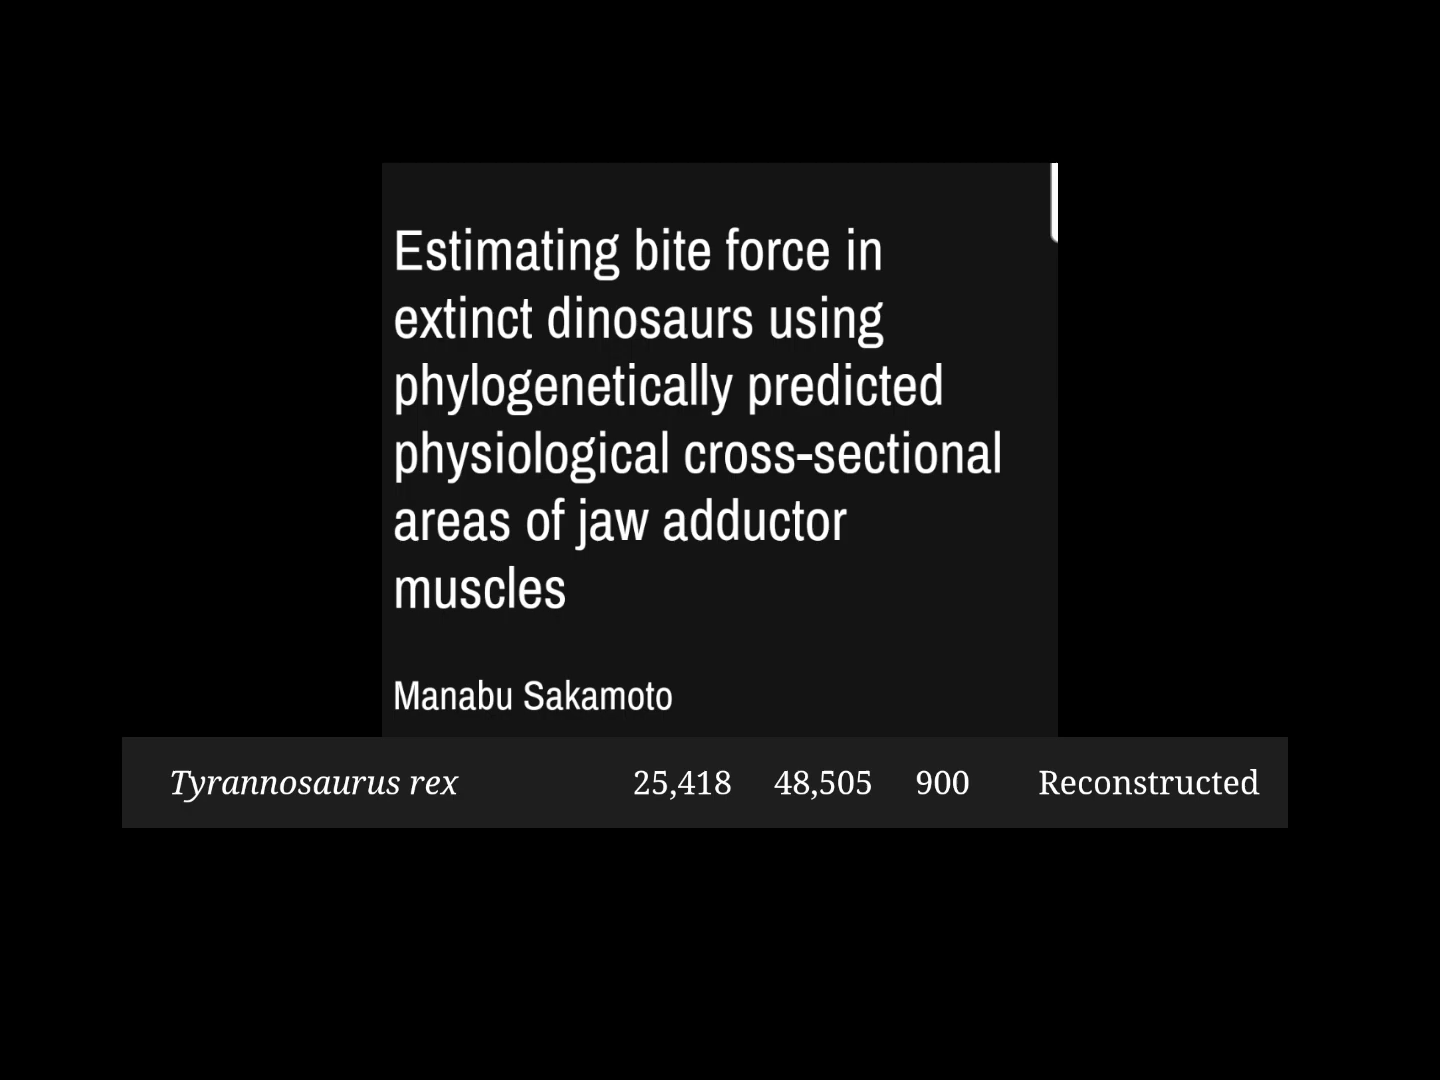 Estimating bite force in
extinct dinosaurs using
phylogenetically predicted
physiological cross-sectional
areas of jaw adductor
muscles
Manabu Sakamoto
Tyrannosaurus rex 25,418 48,505 900 Reconstructed